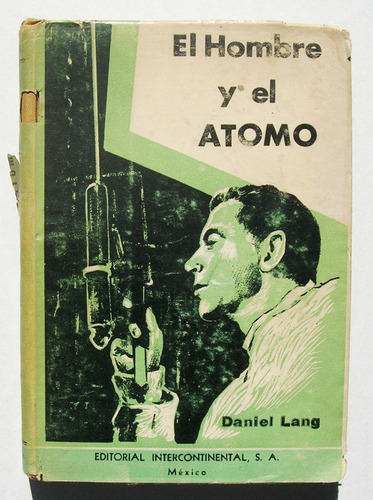 El Hombre
y el
ATOMO
Daniel Lang
EDITORIAL INTERCONTINENTAL, S. A.
México